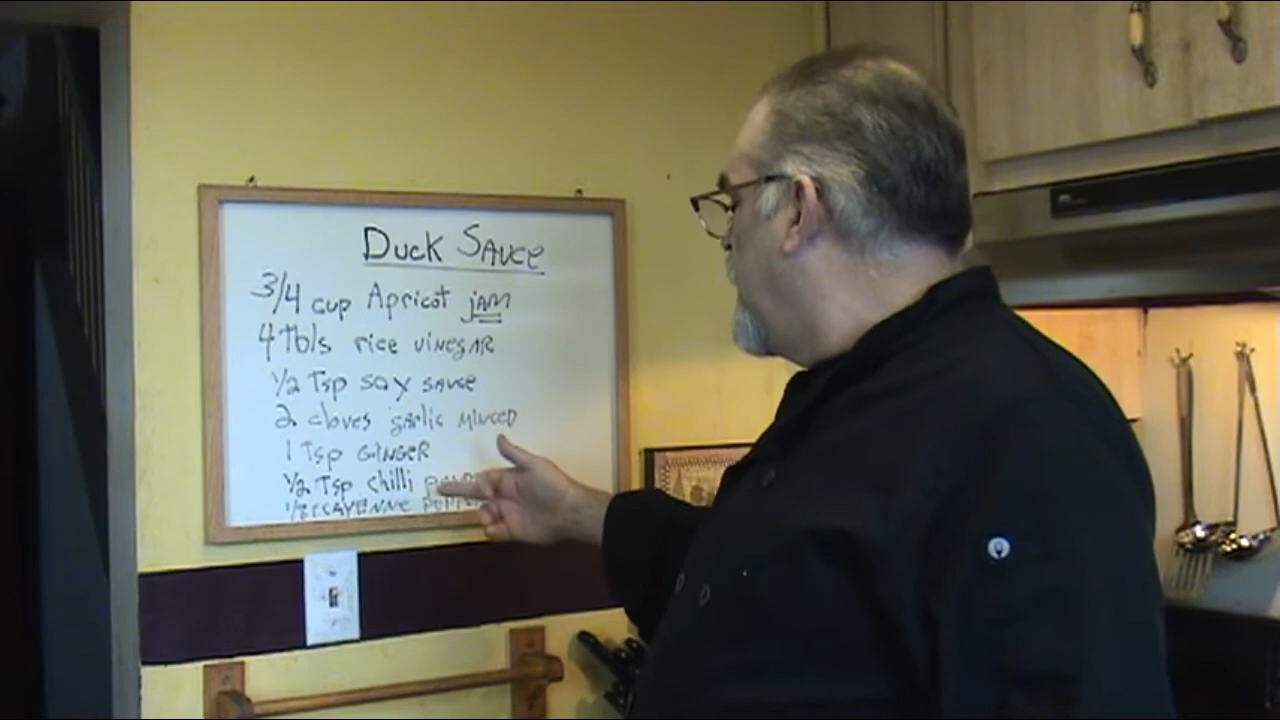 Duck Sauce
3/4 cup Apricot jAM
4 Tbls rice vinegar
1/2 Tsp soy sauce
2 cloves garlic MINCED
1 Tsp GINGER
1/2 Tsp chilli
CAYENNE